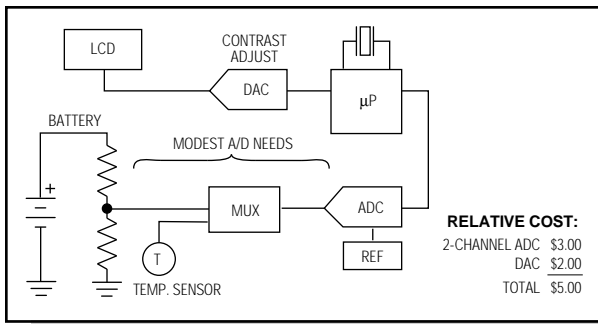 LCD
CONTRAST
ADJUST
DAC
μP
BATTERY
MODEST A/D NEEDS
+
MUX
ADC
T
REF
TEMP. SENSOR
RELATIVE COST:
2-CHANNEL ADC $3.00
DAC $2.00
TOTAL $5.00